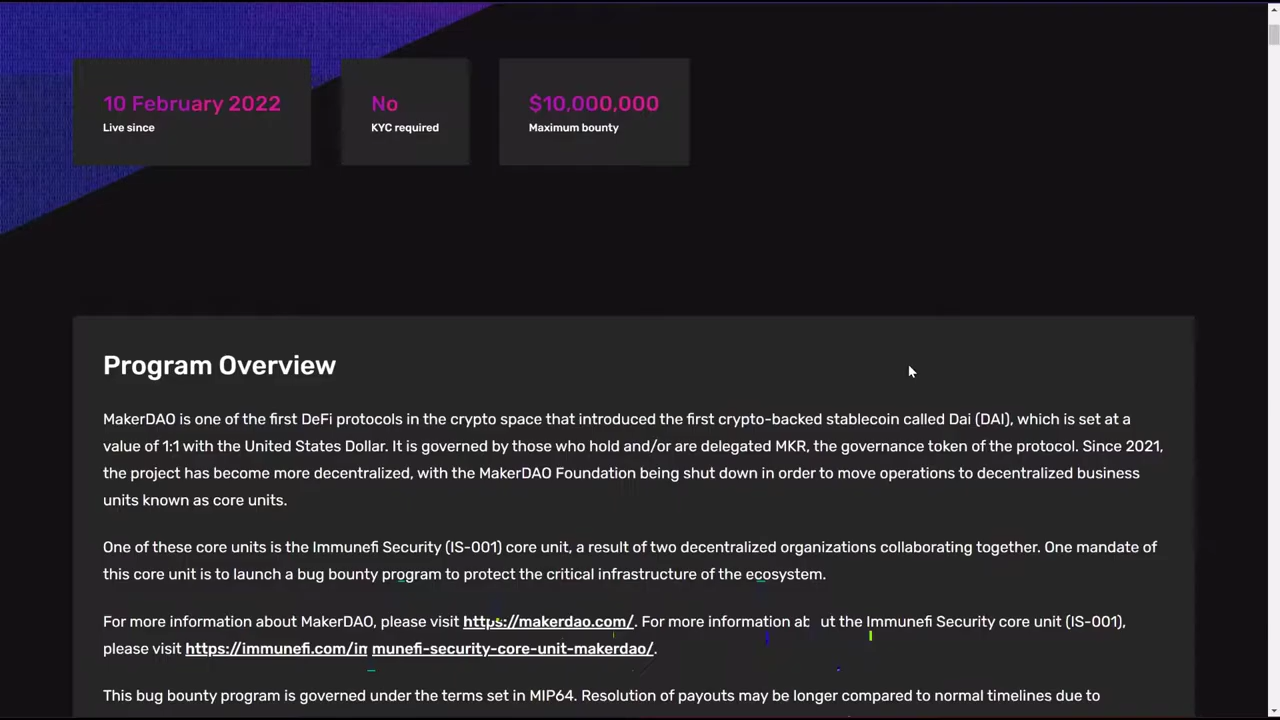 10 February 2022
Live since
No
KYC required
$10,000,000
Maximum bounty
Program Overview
MakerDAO is one of the first DeFi protocols in the crypto space that introduced the first crypto-backed stablecoin called Dai (DAI), which is set at a
value of 1:1 with the United States Dollar. It is governed by those who hold and/or are delegated MKR, the governance token of the protocol. Since 2021,
the project has become more decentralized, with the MakerDAO Foundation being shut down in order to move operations to decentralized business
units known as core units.
One of these core units is the Immunefi Security (IS-001) core unit, a result of two decentralized organizations collaborating together. One mandate of
this core unit is to launch a bug bounty program to protect the critical infrastructure of the ecosystem.
For more information about MakerDAO, please visit https://makerdao.com/. For more information ab ut the Immunefi Security core unit (IS-001),
please visit https://immunefi.com/im munefi-security-core-unit-makerdao/.
This bug bounty program is governed under the terms set in MIP64. Resolution of payouts may be longer compared to normal timelines due to